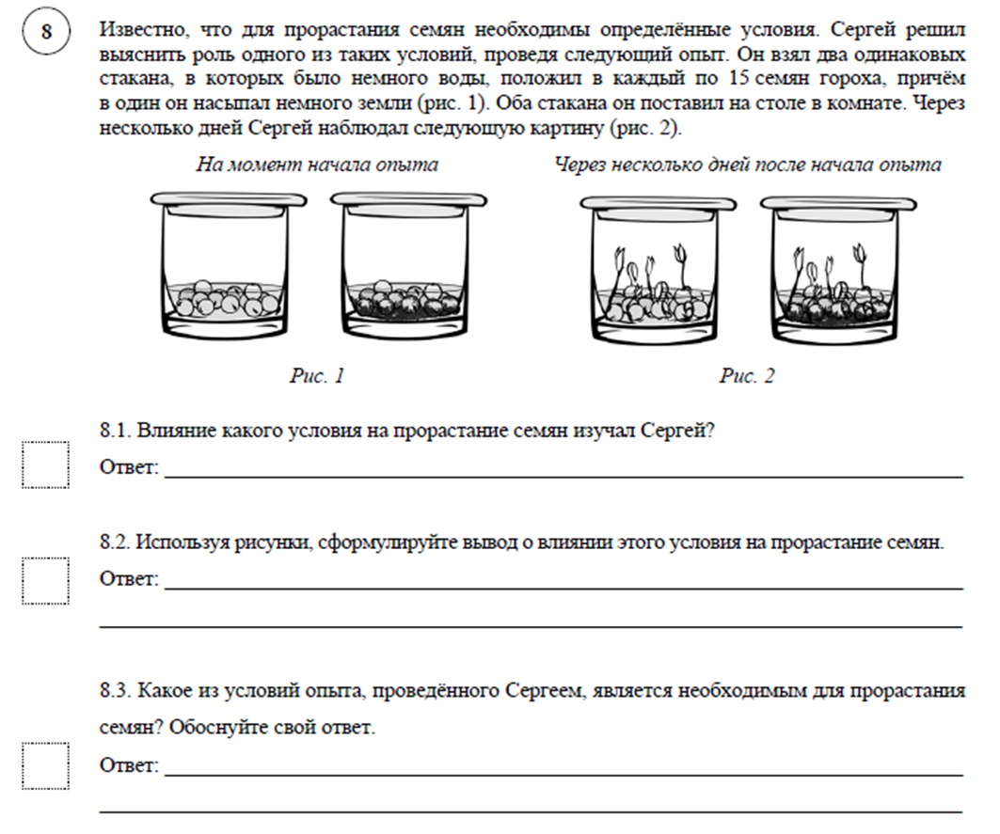 8
Известно, что для прорастания семян необходимы определённые условия. Сергей решил
выяснить роль одного из таких условий, проведя следующий опыт. Он взял два одинаковых
стакана, в которых было немного воды, положил в каждый по 15 семян гороха, причём
в один он насыпал немного земли (рис. 1). Оба стакана он поставил на столе в комнате. Через
несколько дней Сергей наблюдал следующую картину (рис. 2).
На момент начала опыта
Через несколько дней после начала опыта
Рис. 1
Рис. 2
8.1. Влияние какого условия на прорастание семян изучал Сергей?
Ответ:
8.2. Используя рисунки, сформулируйте вывод о влиянии этого условия на прорастание семян.
Ответ:
8.3. Какое из условий опыта, проведённого Сергеем, является необходимым для прорастания
семян? Обоснуйте свой ответ.
Ответ: